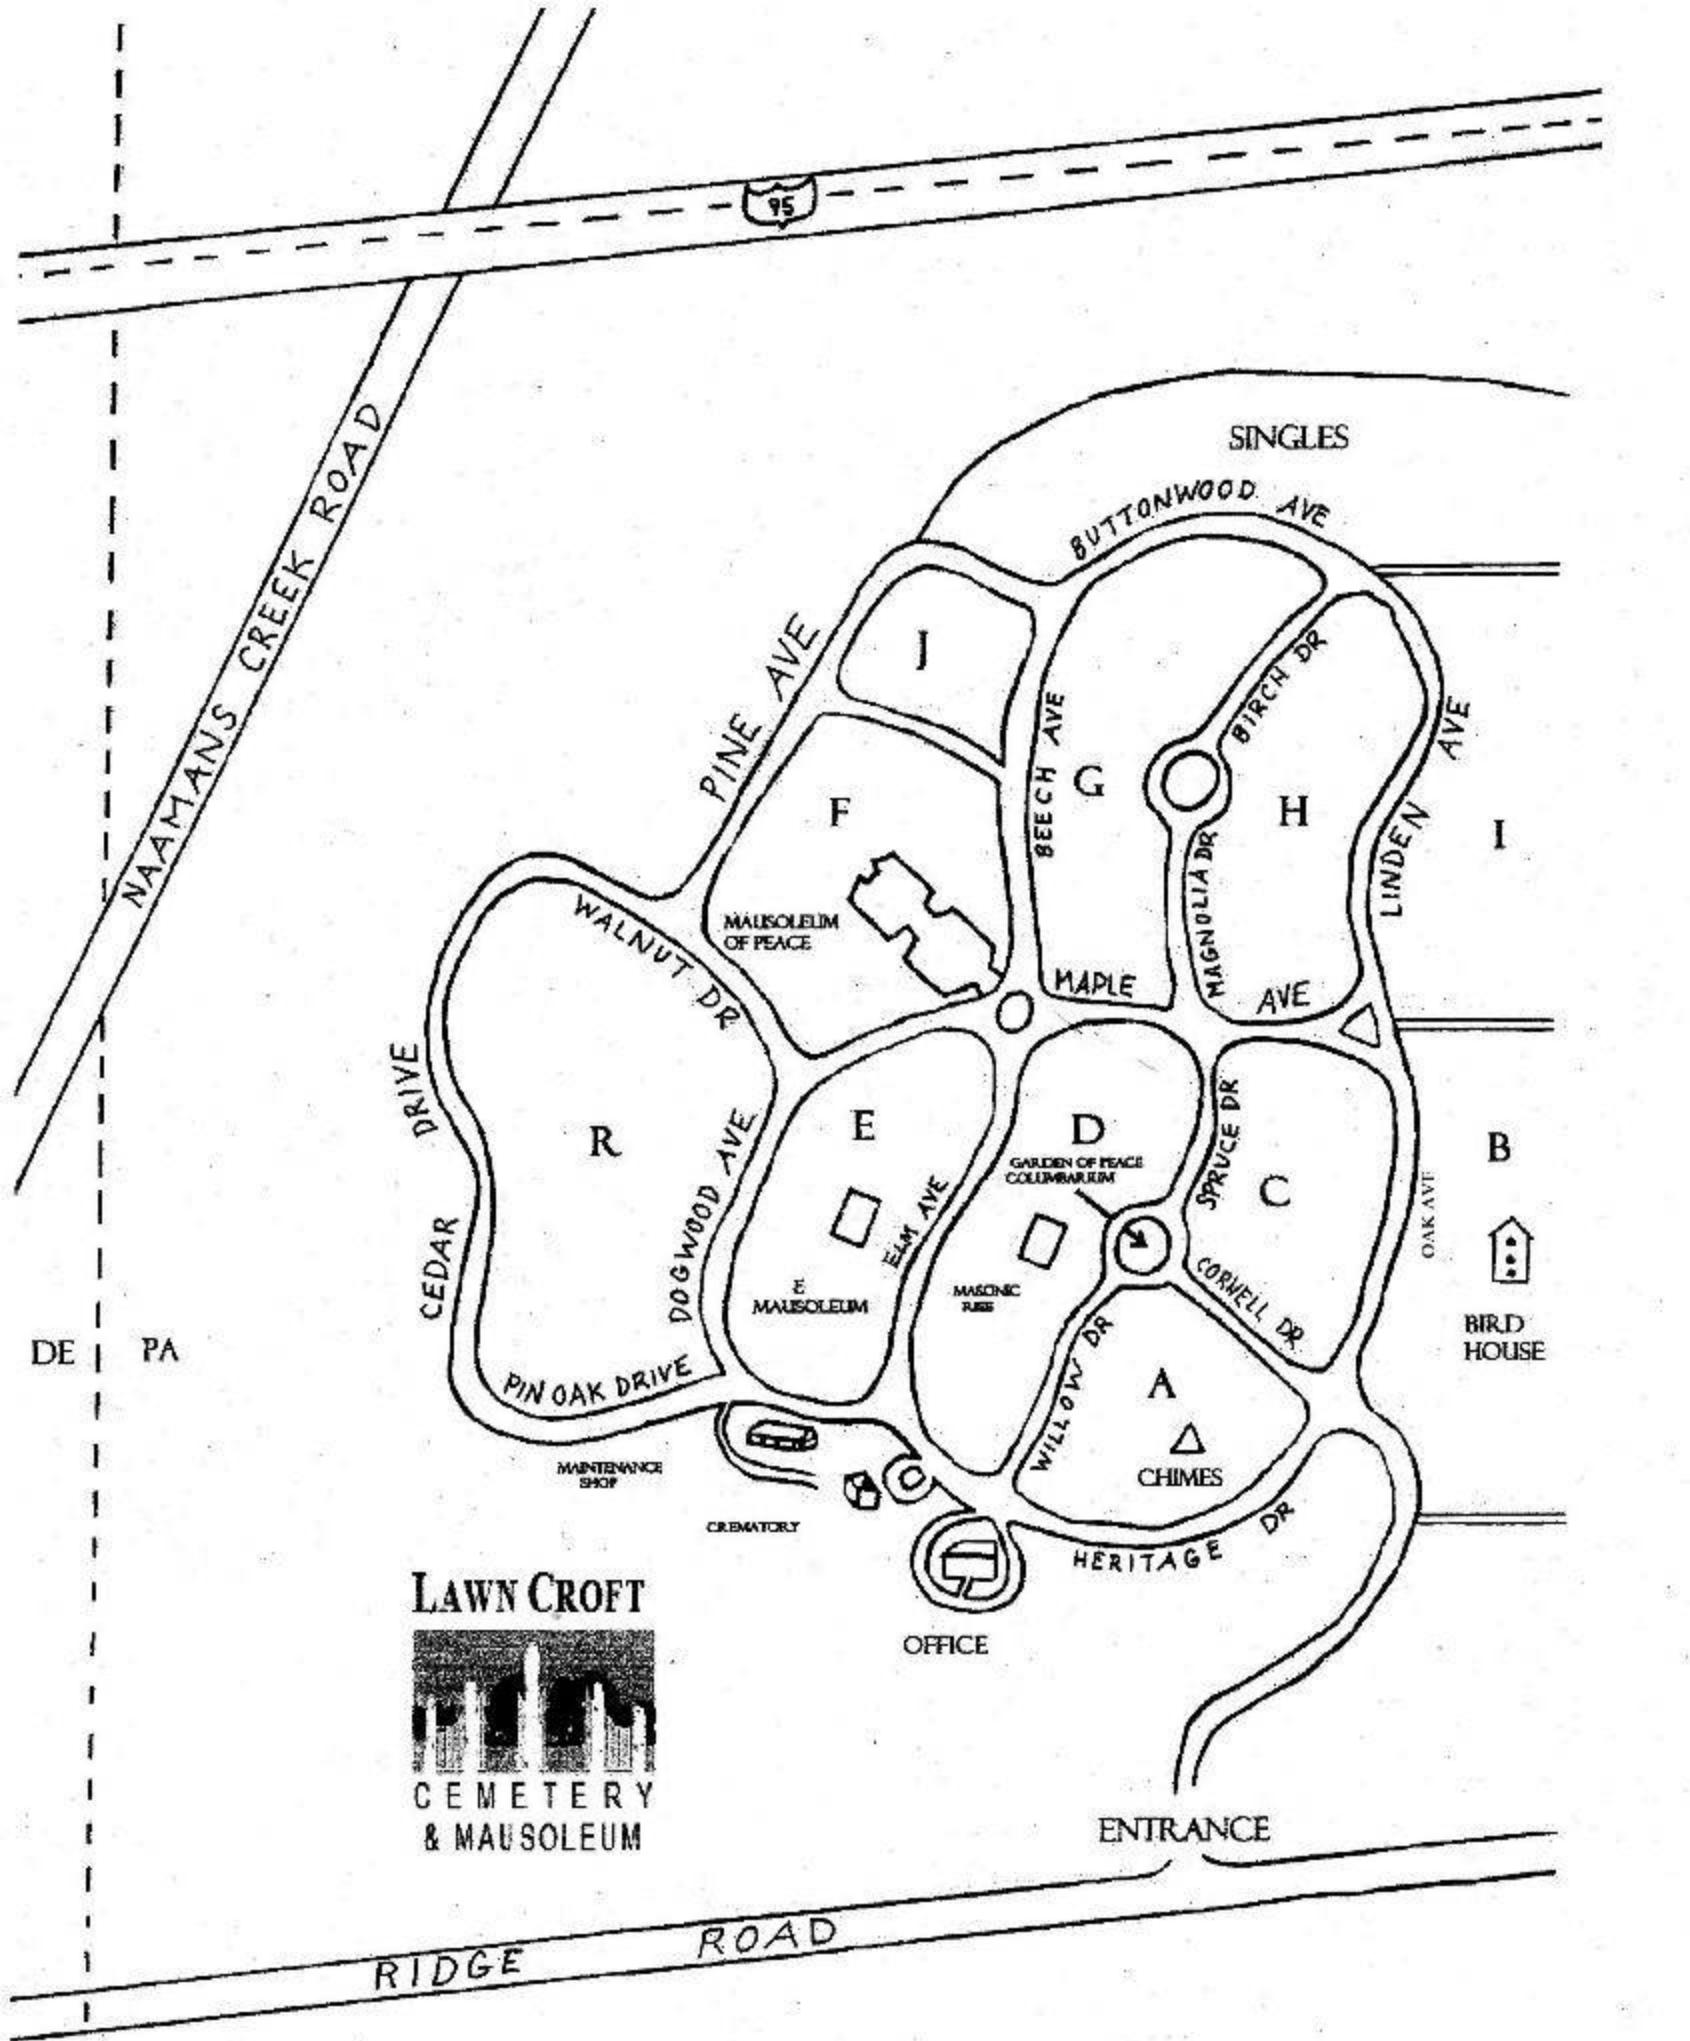 95
SINGLES
BUTTONWOOD AVE
NAAMANS CREEK ROAD
PINE AVE
J
BIRCH DR
BEECH AVE
G
F
H
LINDEN AVE
I
MAGNOLIA DR
WALNUT DR
MAUSOLEUM
OF PEACE
MAPLE AVE
CEDAR DRIVE
R
E
D
GARDEN OF PEACE
COLUMBARIUM
SPRUCE DR
C
B
OAK AVE
DOGWOOD AVE
ELM AVE
E
MAUSOLEUM
MASONIC
RISE
CORWELL DR.
BIRD
HOUSE
DE PA
PIN OAK DRIVE
WILLOW DR
A
CHIMES
MAINTENANCE
SHOP
CREMATORY
HERITAGE DR
OFFICE
LAWN CROFT
CEMETERY
& MAUSOLEUM
ENTRANCE
RIDGE ROAD